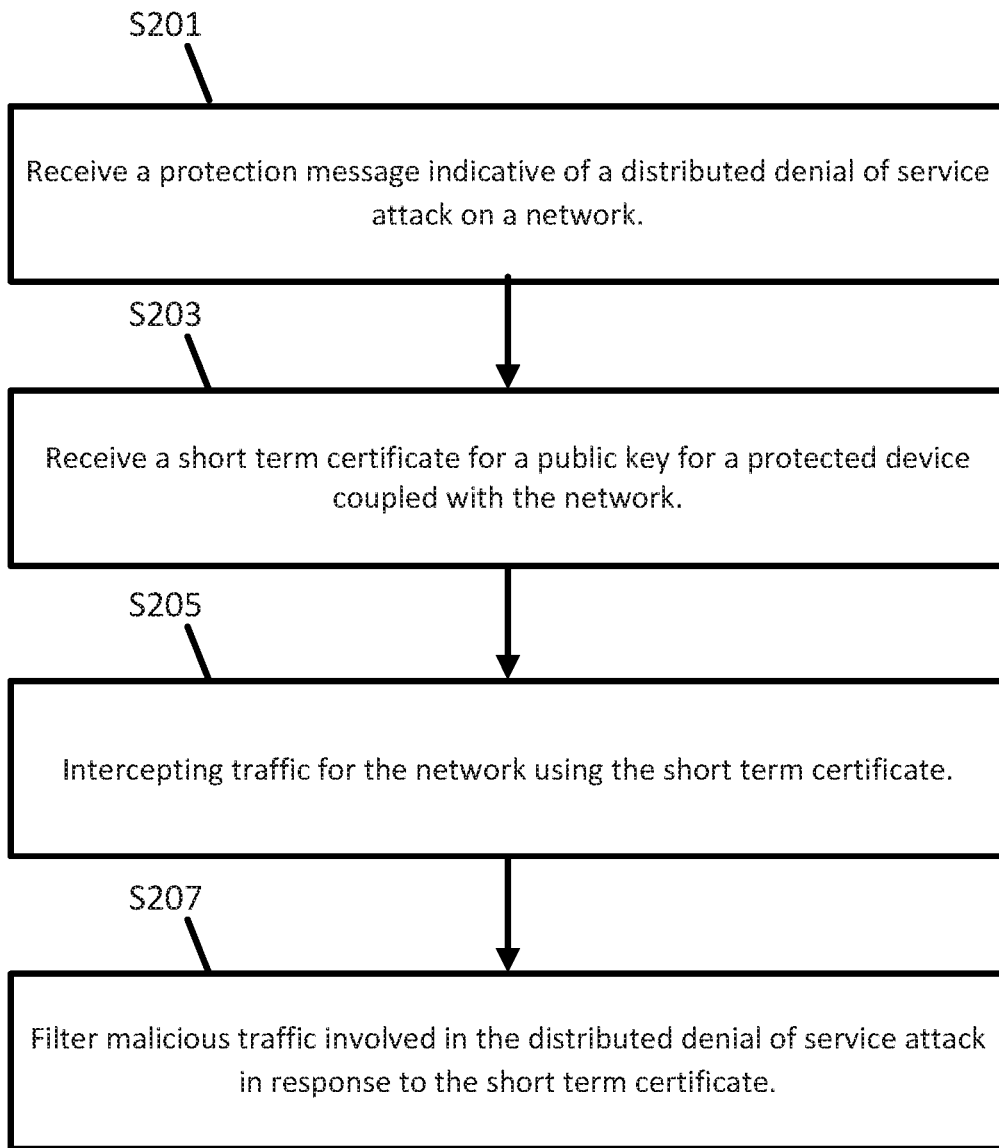 S201
Receive a protection message indicative of a distributed denial of service
attack on a network.
S203
Receive a short term certificate for a public key for a protected device
coupled with the network.
S205
Intercepting traffic for the network using the short term certificate.
S207
Filter malicious traffic involved in the distributed denial of service attack
in response to the short term certificate.